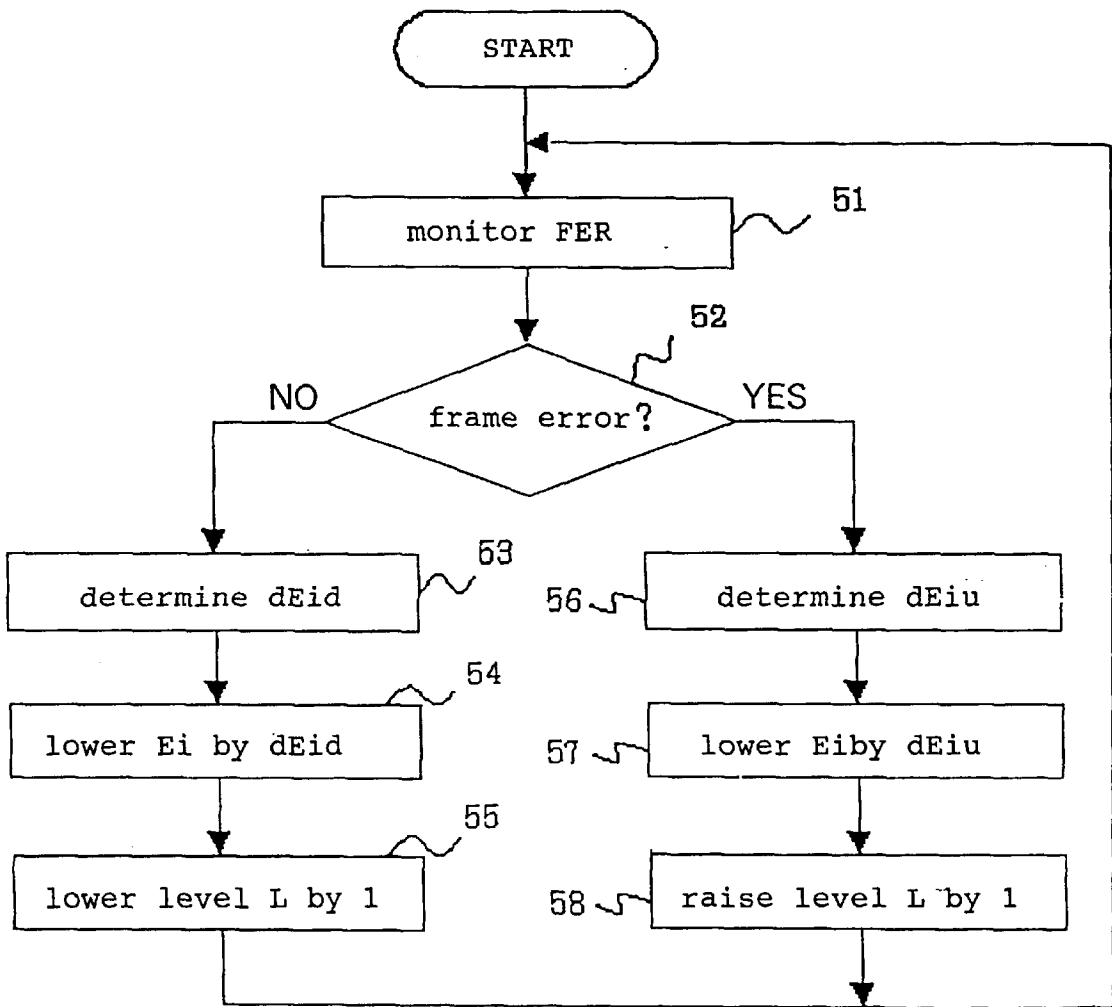 START
monitor FER
51
52
frame error?
NO
YES
determine dEid
53
56
determine dEiu
lower Ei by dEid
54
57
lower Eiby dEiu
lower level L by 1
55
58
raise level L by 1